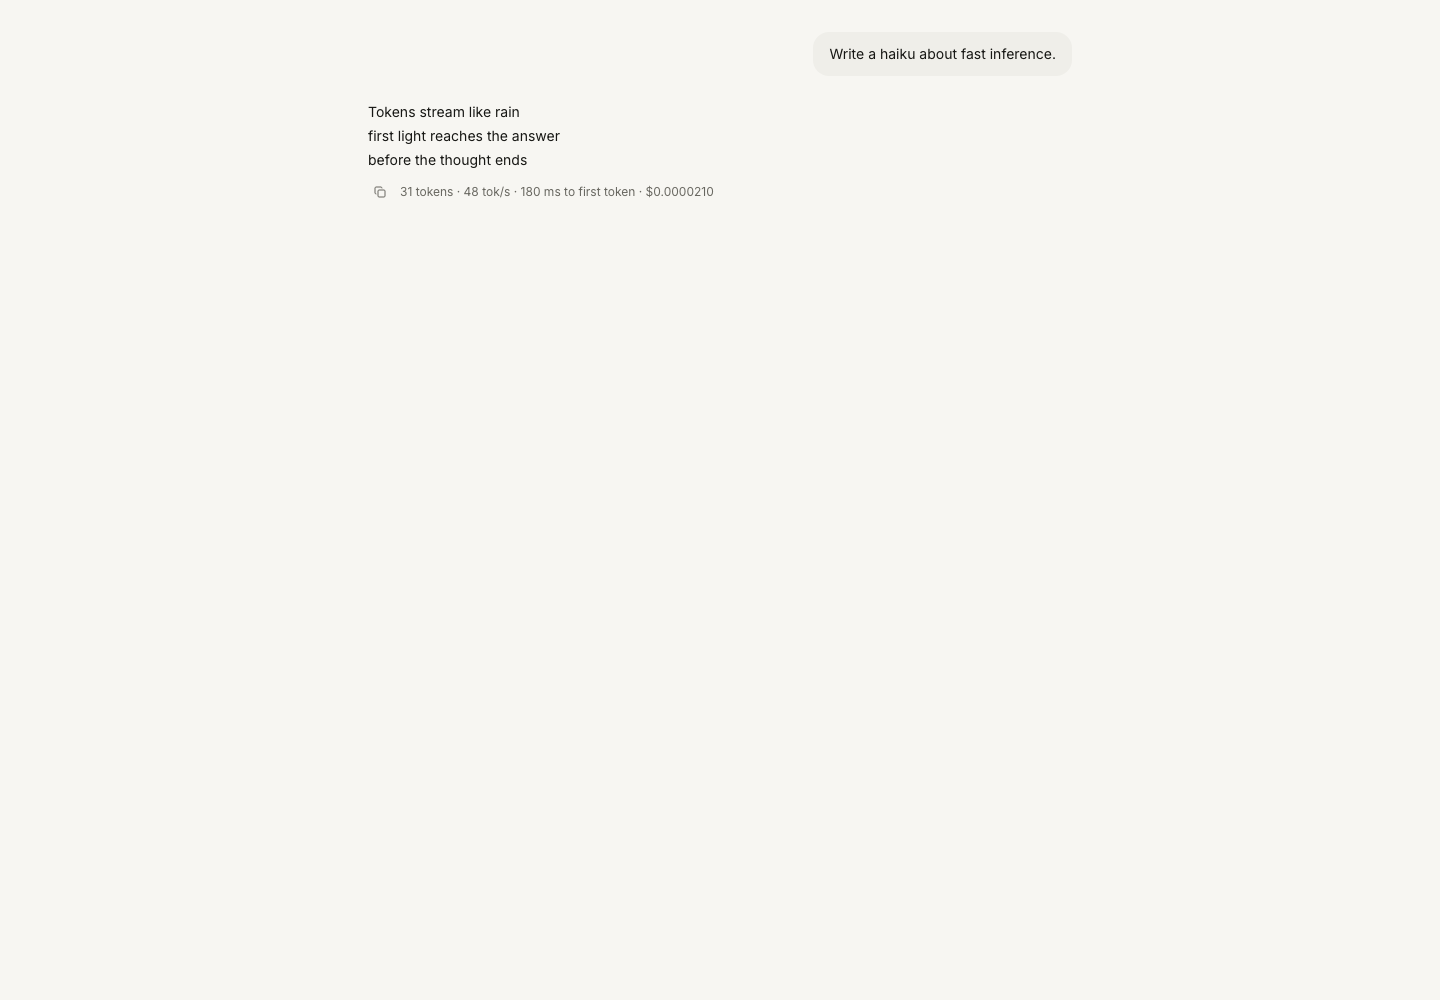 Write a haiku about fast inference.
Tokens stream like rain
first light reaches the answer
before the thought ends
31 tokens · 48 tok/s · 180 ms to first token · $0.0000210